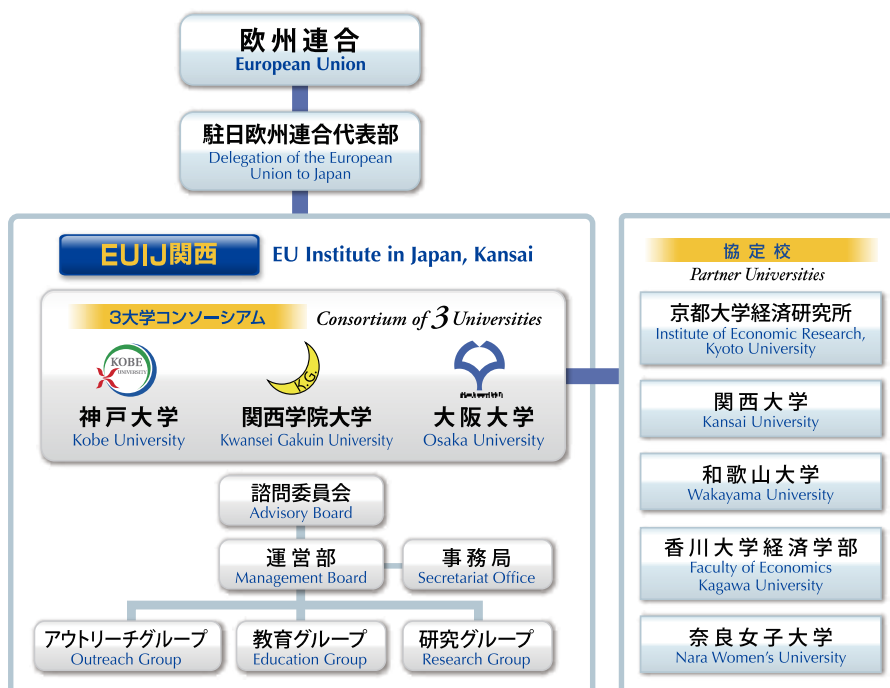 欧州連合
European Union
駐日欧州連合代表部
Delegation of the European
Union to Japan
EUIJ関西
EU Institute in Japan, Kansai
3大学コンソーシアム
Consortium of 3 Universities
KOBE
UNIVERSITY
神戸大学
Kobe University
K.G.
関西学院大学
Kwansei Gakuin University
大阪大学
Osaka University
諮問委員会
Advisory Board
運営部
Management Board
事務局
Secretariat Office
アウトリーチグループ
Outreach Group
教育グループ
Education Group
研究グループ
Research Group
協定校
Partner Universities
京都大学経済研究所
Institute of Economic Research,
Kyoto University
関西大学
Kansai University
和歌山大学
Wakayama University
香川大学経済学部
Faculty of Economics
Kagawa University
奈良女子大学
Nara Women's University